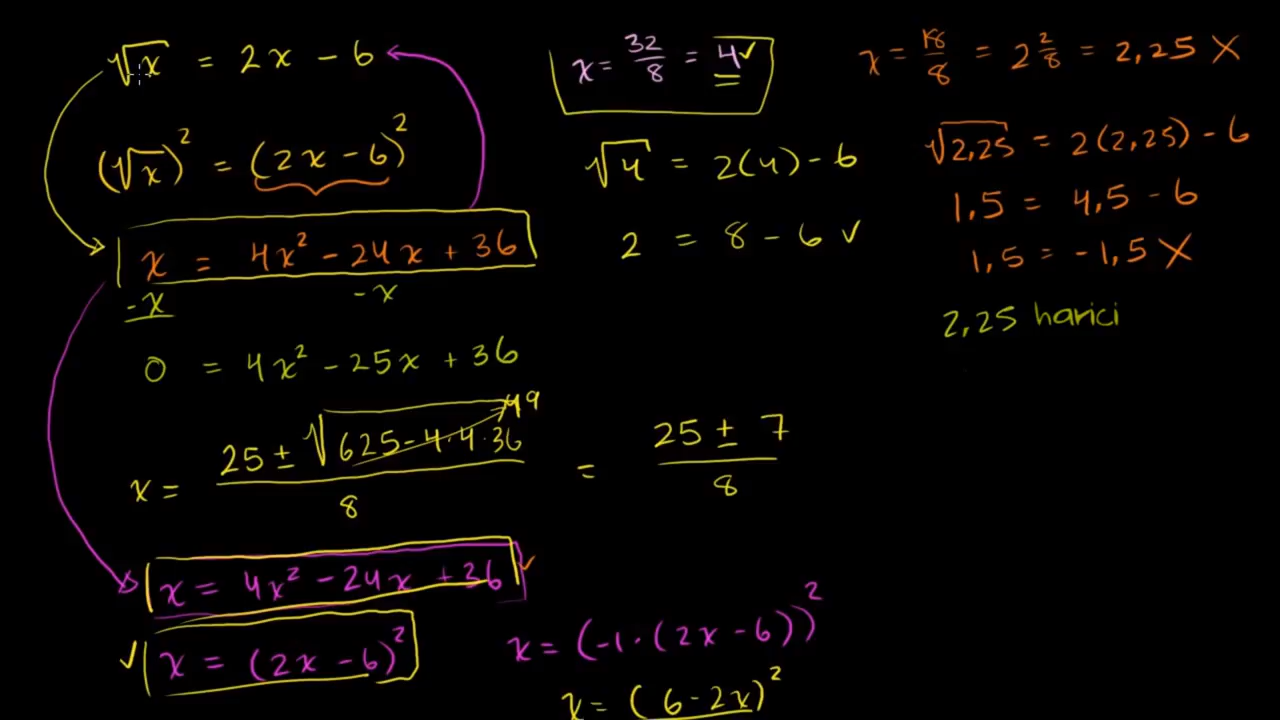 √x = 2x − 6
(√x)² = (2x − 6)²
x = 4x² − 24x + 36
−x − x
0 = 4x² − 25x + 36
x = (25 ± √(625 − 4·4·36))/8 = (25 ± 7)/8
49
x = 4x² − 24x + 36 ✓
✓ x = (2x − 6)²
x = 32/8 = 4 ✓
√4 = 2(4) − 6
2 = 8 − 6 ✓
x = (−1·(2x − 6))²
x = (6 − 2x)²
x = 18/8 = 2 2/8 = 2,25 X
√2,25 = 2(2,25) − 6
1,5 = 4,5 − 6
1,5 = −1,5 X
2,25 harici